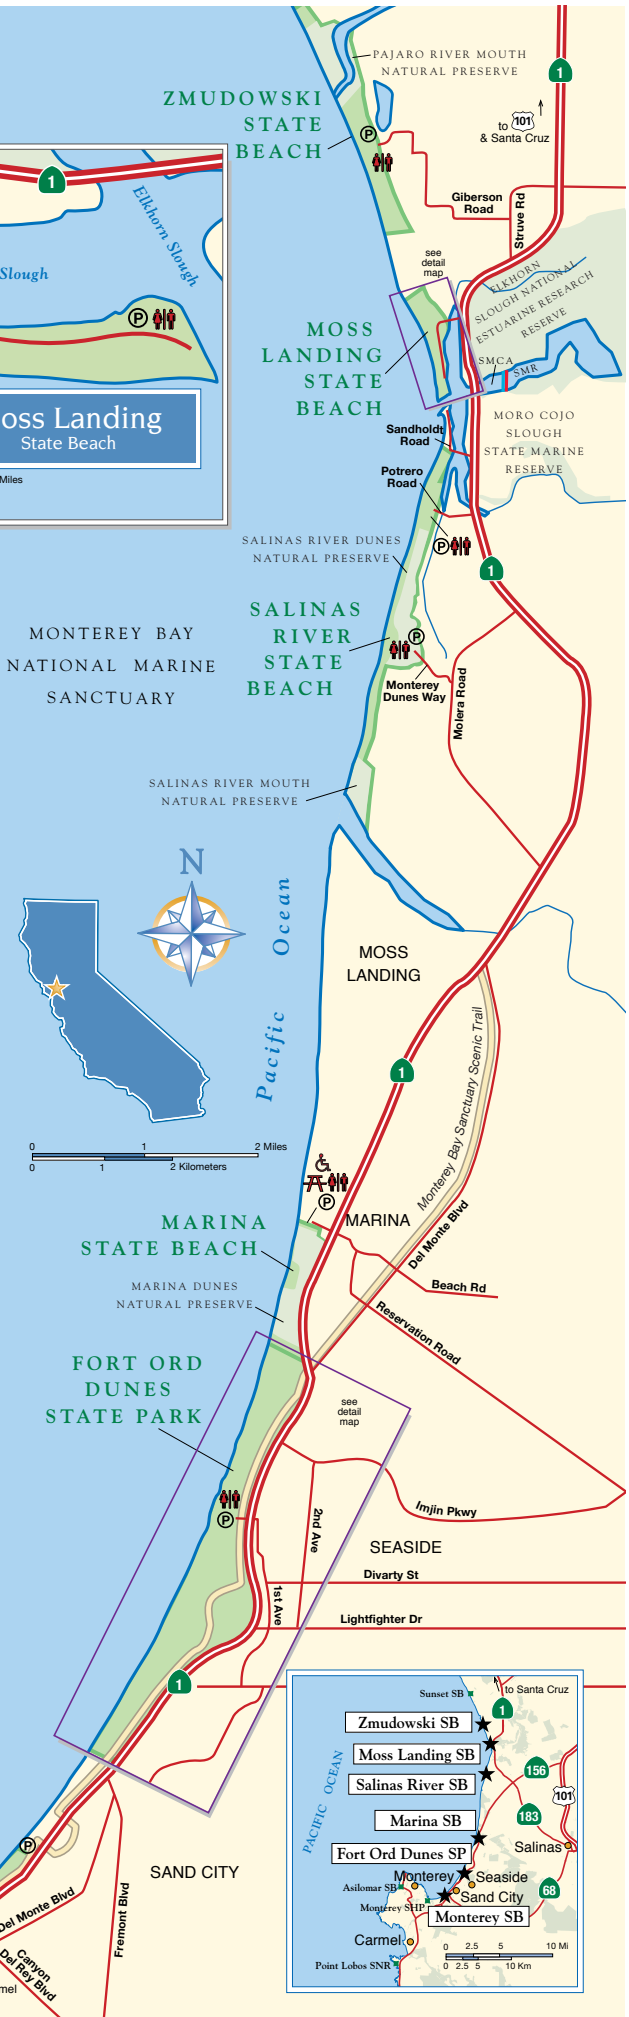 PAJARO RIVER MOUTH
NATURAL PRESERVE
1
ZMUDOWSKI
STATE
BEACH
P
to 101
& Santa Cruz
Giberson
Road
Struve Rd
1
Elkhorn Slough
Slough
P
oss Landing
State Beach
Miles
see
detail
map
ELKHORN
SLOUGH NATIONAL
ESTUARINE RESEARCH
RESERVE
MOSS
LANDING
STATE
BEACH
SMCA
SMR
MORO COJO
SLOUGH
STATE MARINE
RESERVE
Sandholdt
Road
Potrero
Road
SALINAS RIVER DUNES
NATURAL PRESERVE
P
1
SALINAS
RIVER
STATE
BEACH
P
MONTEREY BAY
NATIONAL MARINE
SANCTUARY
Monterey
Dunes Way
Molera Road
SALINAS RIVER MOUTH
NATURAL PRESERVE
N
Pacific Ocean
MOSS
LANDING
1
Monterey Bay Sanctuary Scenic Trail
0 1 2 Miles
0 1 2 Kilometers
P
MARINA
STATE BEACH
MARINA
Del Monte Blvd
Beach Rd
MARINA DUNES
NATURAL PRESERVE
Reservation Road
FORT ORD
DUNES
STATE PARK
see
detail
map
P
Imjin Pkwy
2nd Ave
SEASIDE
Divarty St
1st Ave
Lightfighter Dr
1
Sunset SB
to Santa Cruz
1
Zmudowski SB
Moss Landing SB
Salinas River SB
156
101
183
PACIFIC OCEAN
Marina SB
Salinas
Fort Ord Dunes SP
Monterey
Seaside
Asilomar SB
Sand City
68
Monterey SHP
Monterey SB
Carmel
0 2.5 5 10 Mi
0 2.5 5 10 Km
Point Lobos SNR
P
SAND CITY
Del Monte Blvd
Fremont Blvd
Canyon
Del Rey Blvd
mel